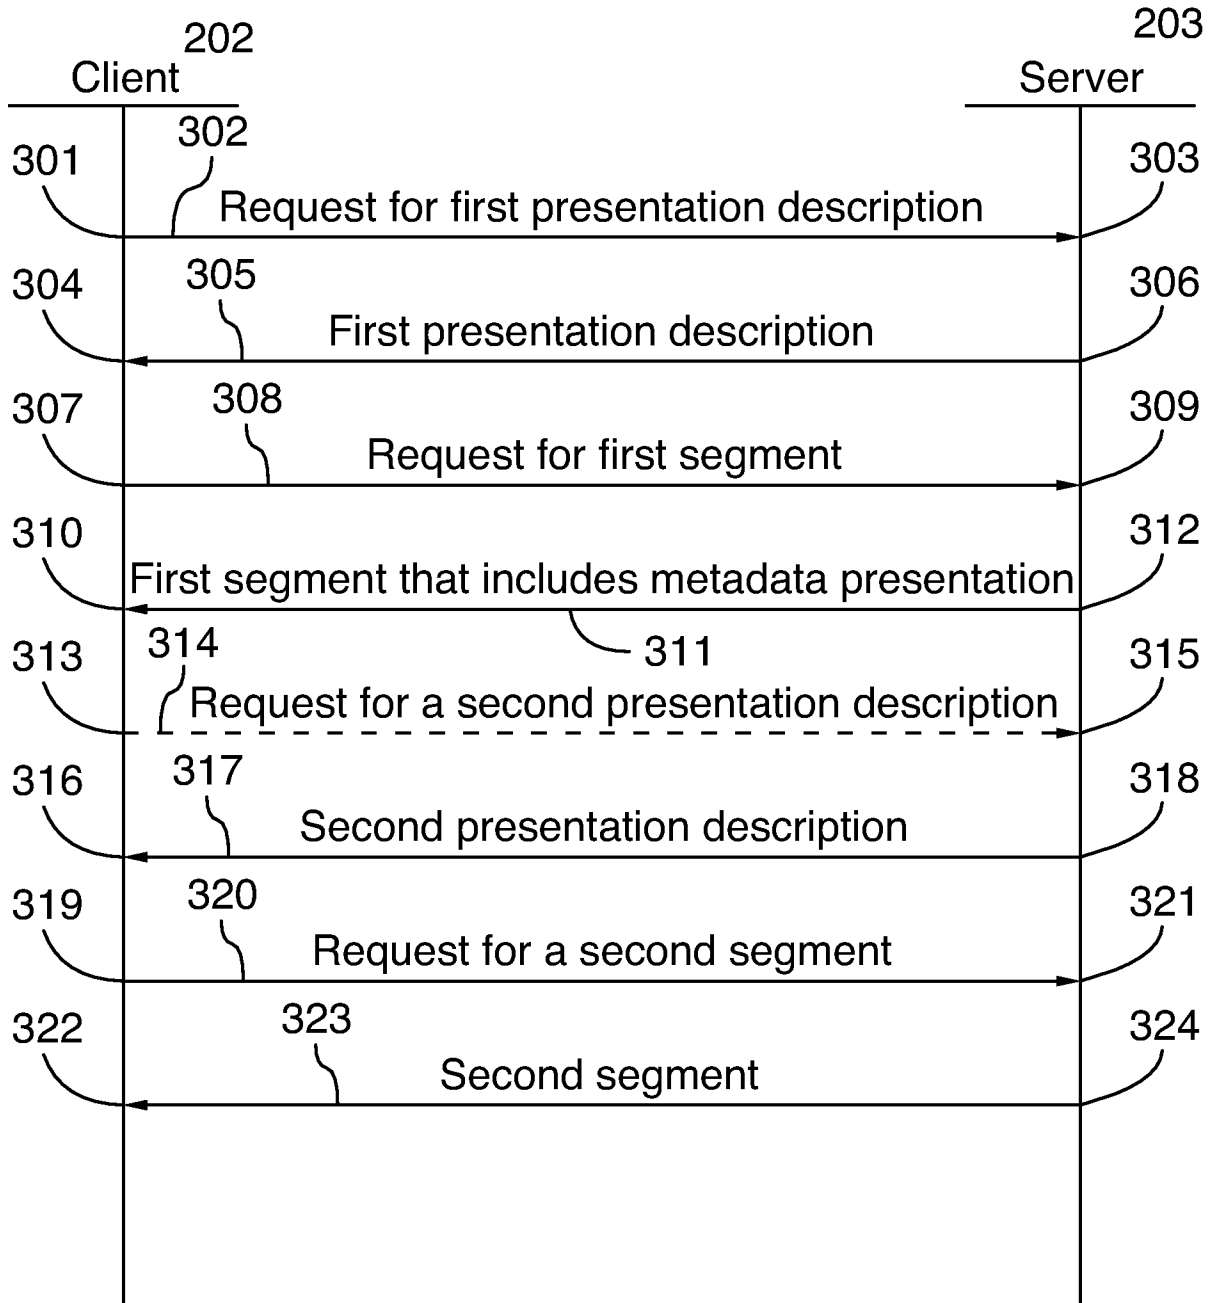 202
203
Client
Server
302
301
303
Request for first presentation description
305
304
306
First presentation description
308
307
309
Request for first segment
310
312
First segment that includes metadata presentation
314
311
313
315
Request for a second presentation description
317
316
318
Second presentation description
320
319
321
Request for a second segment
323
322
324
Second segment